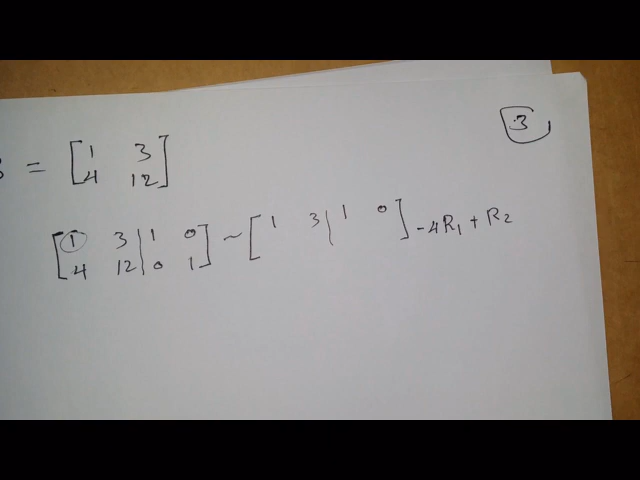 3
= [1 3
4 12]
[1 3 | 1 0
4 12 | 0 1] ~ [1 3 | 1 0] -4R₁ + R₂